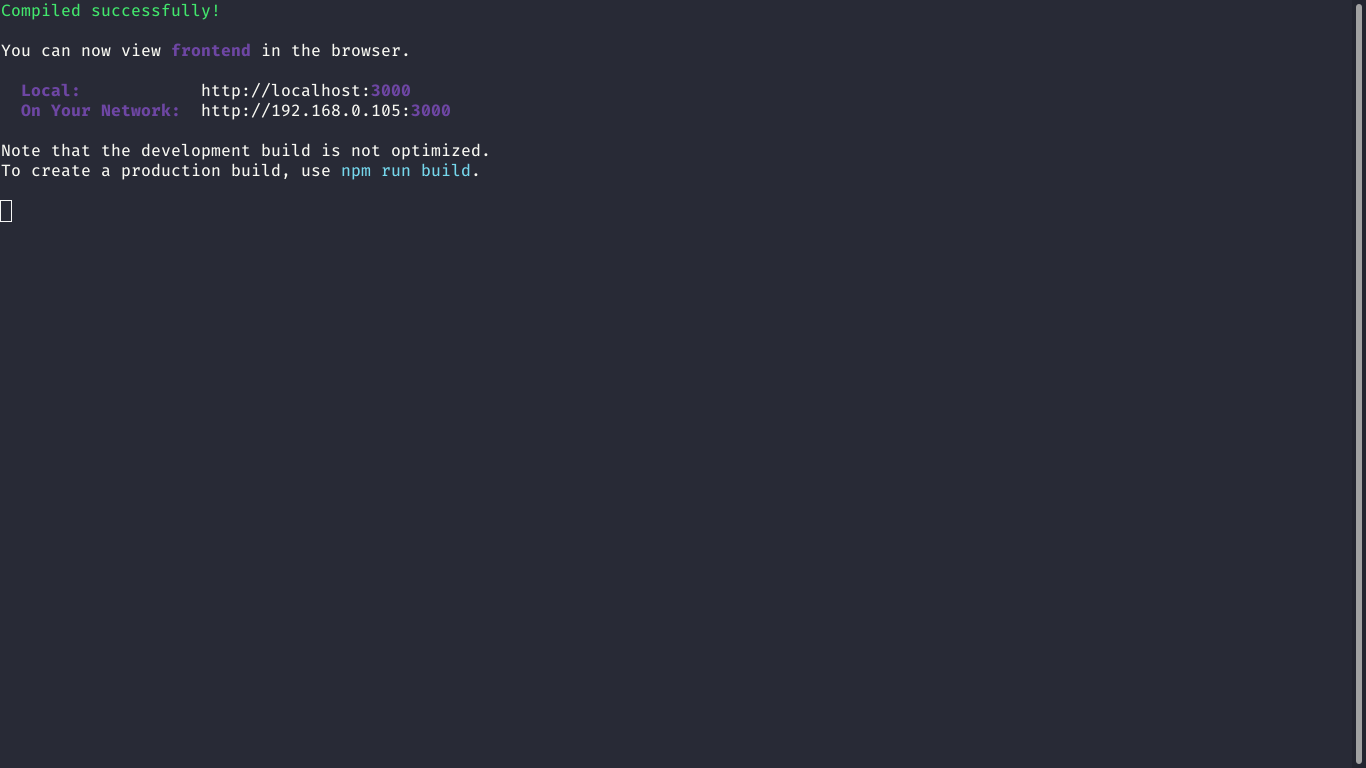 Compiled successfully!
You can now view frontend in the browser.
Local:            http://localhost:3000
On Your Network:  http://192.168.0.105:3000
Note that the development build is not optimized.
To create a production build, use npm run build.